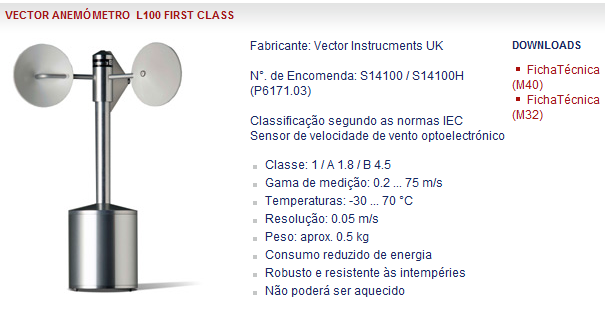 VECTOR ANEMÓMETRO L100 FIRST CLASS
Fabricante: Vector Instrucments UK
N°. de Encomenda: S14100 / S14100H
(P6171.03)
Classificação segundo as normas IEC
Sensor de velocidade de vento optoelectrónico
Classe: 1 / A 1.8 / B 4.5
Gama de medição: 0.2 ... 75 m/s
Temperaturas: -30 ... 70 °C
Resolução: 0.05 m/s
Peso: aprox. 0.5 kg
Consumo reduzido de energia
Robusto e resistente às intempéries
Não poderá ser aquecido
DOWNLOADS
FichaTécnica
(M40)
FichaTécnica
(M32)